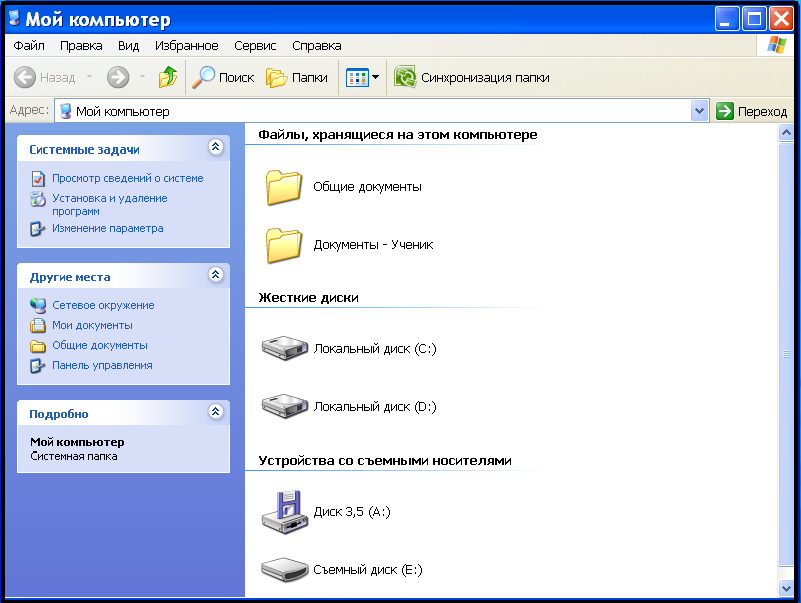 Мой компьютер
Файл Правка Вид Избранное Сервис Справка
Назад Поиск Папки Синхронизация папки
Адрес: Мой компьютер Переход
Системные задачи
Просмотр сведений о системе
Установка и удаление
программ
Изменение параметра
Другие места
Сетевое окружение
Мои документы
Общие документы
Панель управления
Подробно
Мой компьютер
Системная папка
Файлы, хранящиеся на этом компьютере
Общие документы
Документы - Ученик
Жесткие диски
Локальный диск (C:)
Локальный диск (D:)
Устройства со съемными носителями
Диск 3,5 (A:)
Съемный диск (E:)